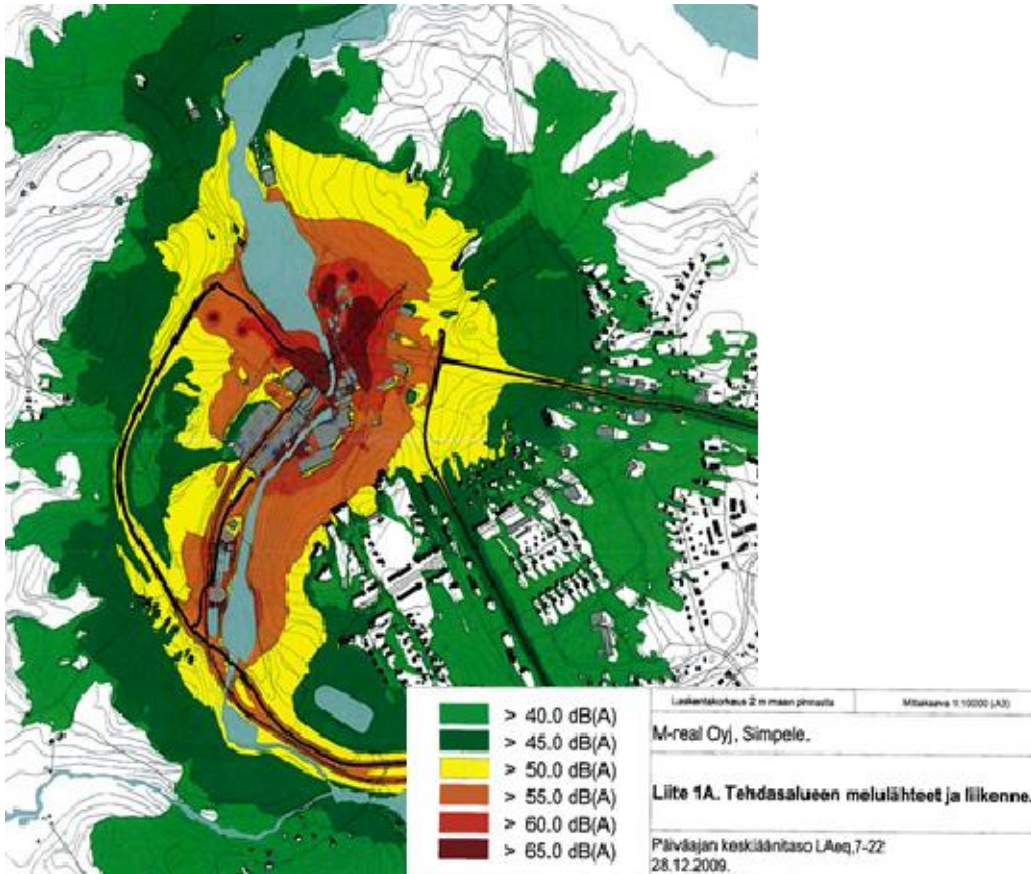 > 40.0 dB(A)
> 45.0 dB(A)
> 50.0 dB(A)
> 55.0 dB(A)
> 60.0 dB(A)
> 65.0 dB(A)
Laskentakorkeus 2 m maan pinnasta
Mittakaava 1:10000 (A3)
M-real Oyj, Simpele.
Liite 1A. Tehdasalueen melulähteet ja liikenne.
Päiväajan keskiäänitaso LAeq,7-22
28.12.2009.